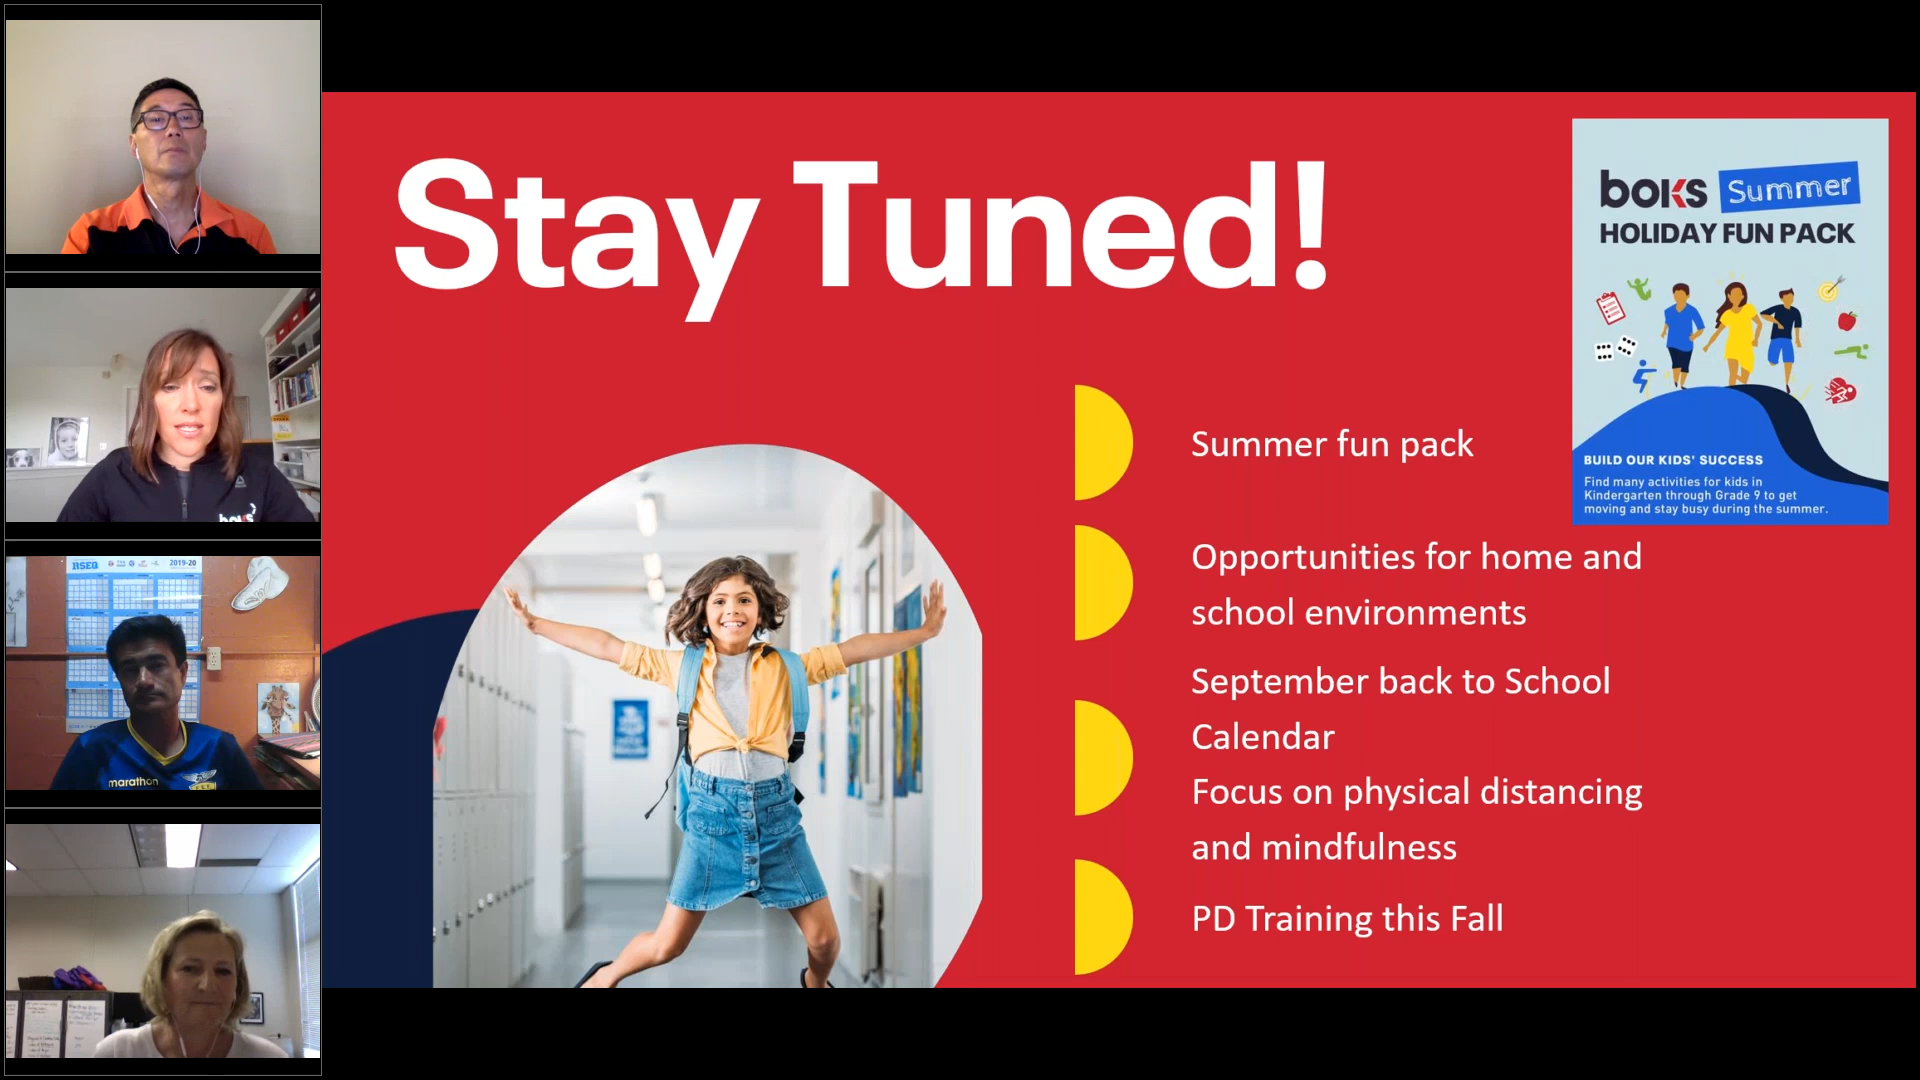 Stay Tuned!
boks Summer
HOLIDAY FUN PACK
BUILD OUR KIDS' SUCCESS
Find many activities for kids in
Kindergarten through Grade 9 to get
moving and stay busy during the summer.
Summer fun pack
Opportunities for home and
school environments
September back to School
Calendar
Focus on physical distancing
and mindfulness
PD Training this Fall
boks
RSEQ
2019-20
marathon